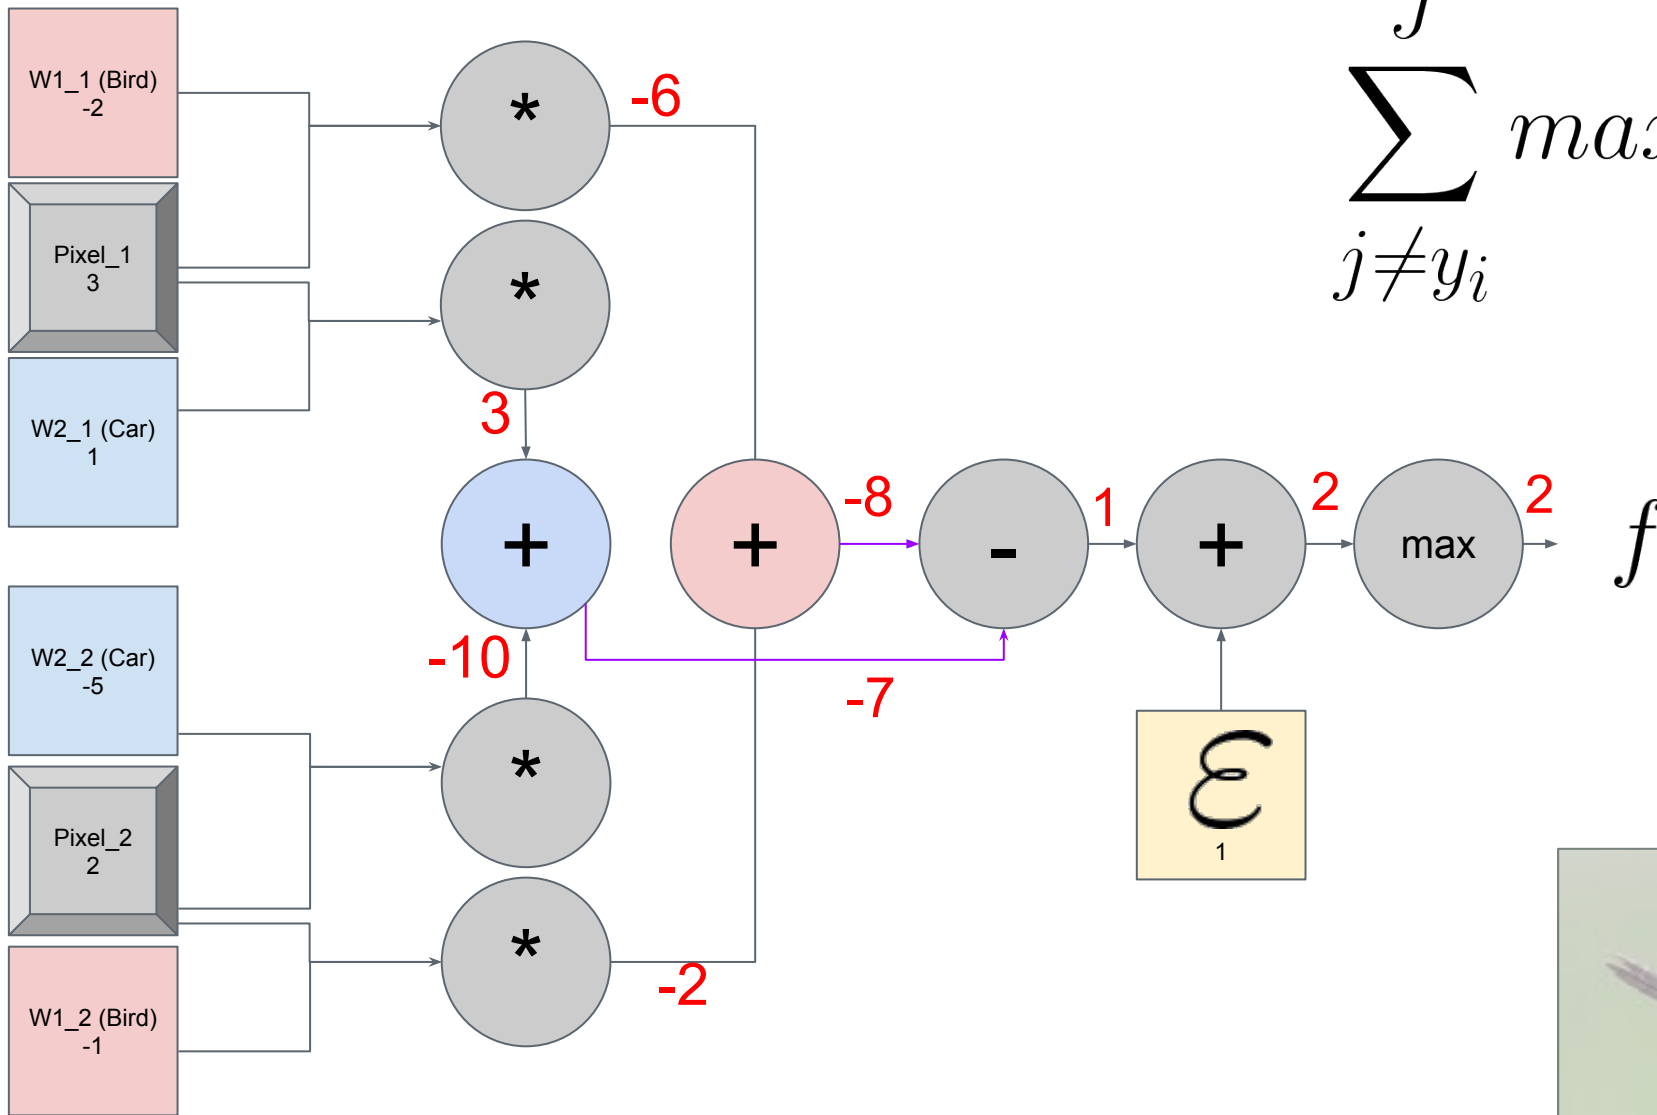 W1_1 (Bird)
-2
*
-6
Pixel_1
3
*
W2_1 (Car)
1
3
+
+
-8
-
1
+
2
max
2
f
W2_2 (Car)
-5
-10
-7
*
Pixel_2
2
ε
1
*
-2
W1_2 (Bird)
-1
∑
j≠y_i